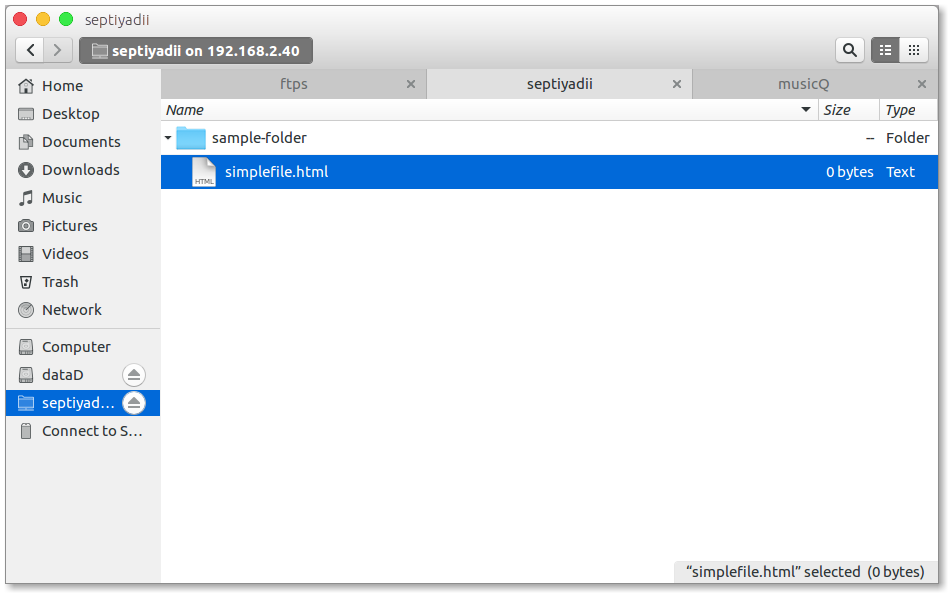 septiyadii
septiyadii on 192.168.2.40
ftps
septiyadii
musicQ
Name Size Type
sample-folder -- Folder
HTML simplefile.html 0 bytes Text
Home
Desktop
Documents
Downloads
Music
Pictures
Videos
Trash
Network
Computer
dataD
septiyad...
Connect to S...
“simplefile.html” selected (0 bytes)